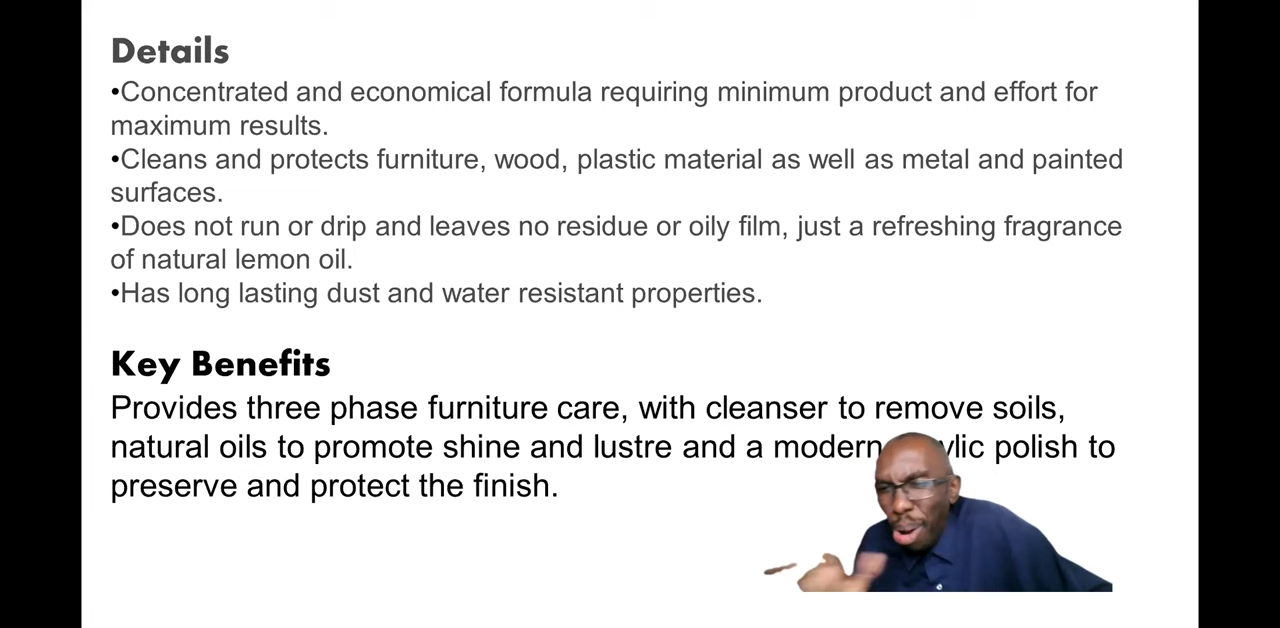 Details
•Concentrated and economical formula requiring minimum product and effort for
maximum results.
•Cleans and protects furniture, wood, plastic material as well as metal and painted
surfaces.
•Does not run or drip and leaves no residue or oily film, just a refreshing fragrance
of natural lemon oil.
•Has long lasting dust and water resistant properties.
Key Benefits
Provides three phase furniture care, with cleanser to remove soils,
natural oils to promote shine and lustre and a modern polish to
preserve and protect the finish.